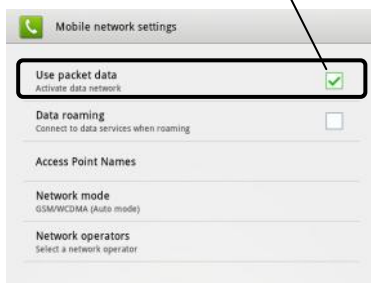 Mobile network settings
Use packet data
Activate data network
Data roaming
Connect to data services when roaming
Access Point Names
Network mode
GSM/WCDMA (Auto mode)
Network operators
Select a network operator